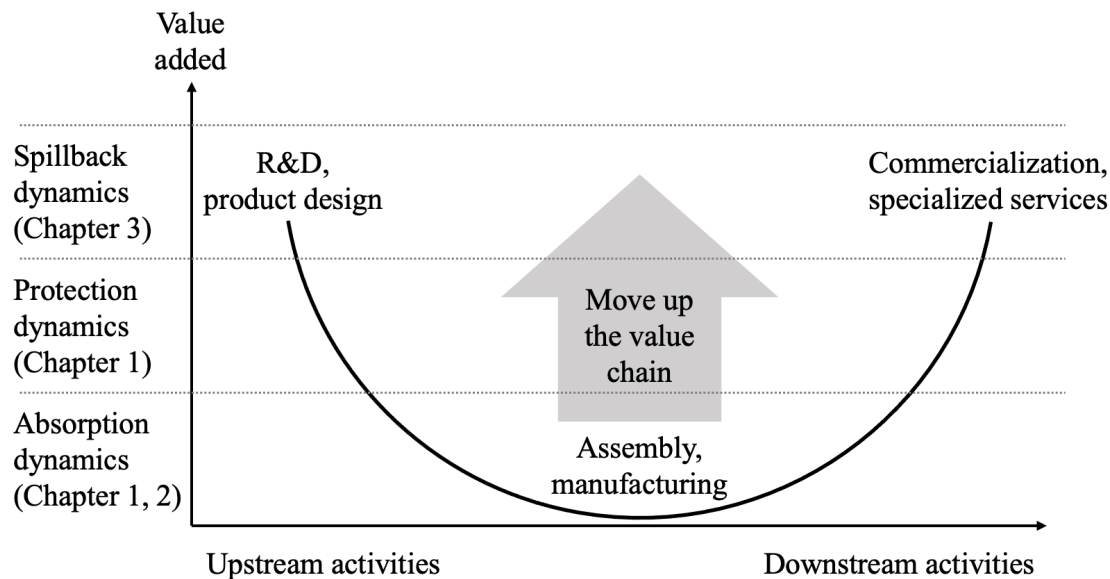 Value
added
Spillback
dynamics
(Chapter 3)
R&D,
product design
Commercialization,
specialized services
Protection
dynamics
(Chapter 1)
Move up
the value
chain
Absorption
dynamics
(Chapter 1, 2)
Assembly,
manufacturing
Upstream activities
Downstream activities